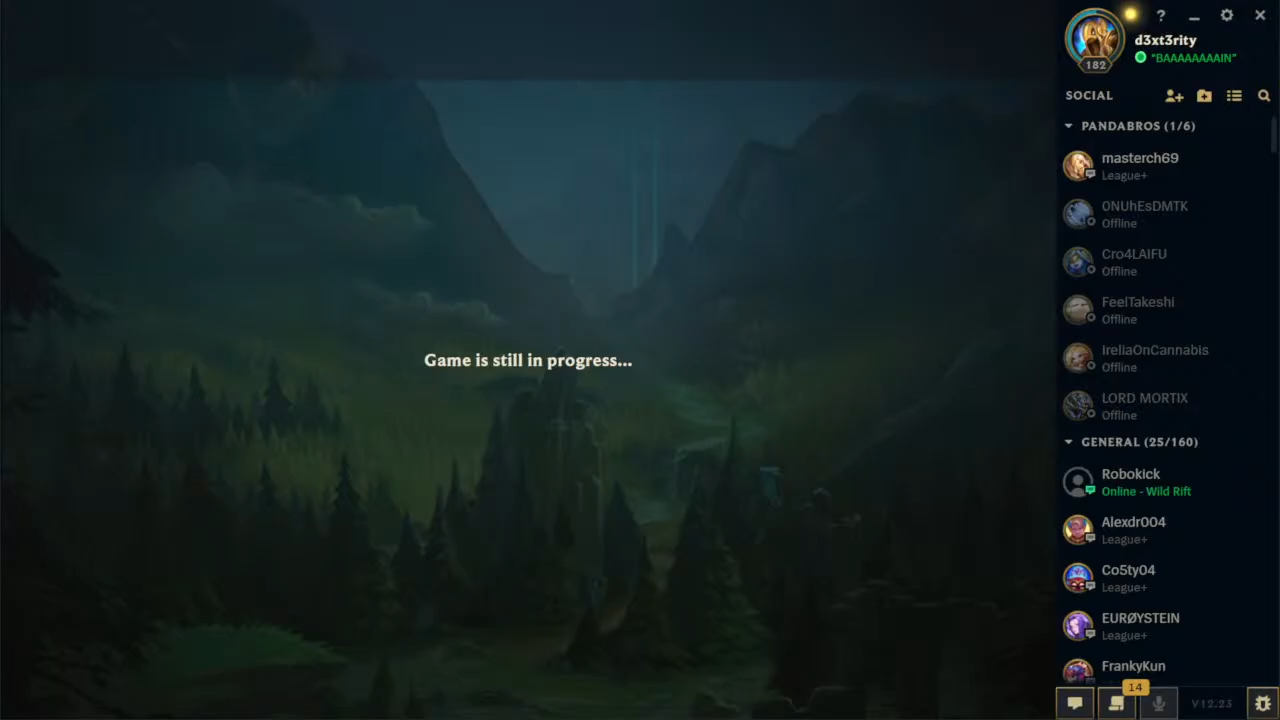 ?
d3xt3rity
"BAAAAAAAAIN"
182
SOCIAL
PANDABROS (1/6)
masterch69
League+
0NUhEsDMTK
Offline
Cro4LAIFU
Offline
FeelTakeshi
Offline
IreliaOnCannabis
Offline
LORD MORTIX
Offline
Game is still in progress...
GENERAL (25/160)
Robokick
Online - Wild Rift
Alexdr004
League+
Co5ty04
League+
EURØYSTEIN
League+
FrankyKun
14
V12.23